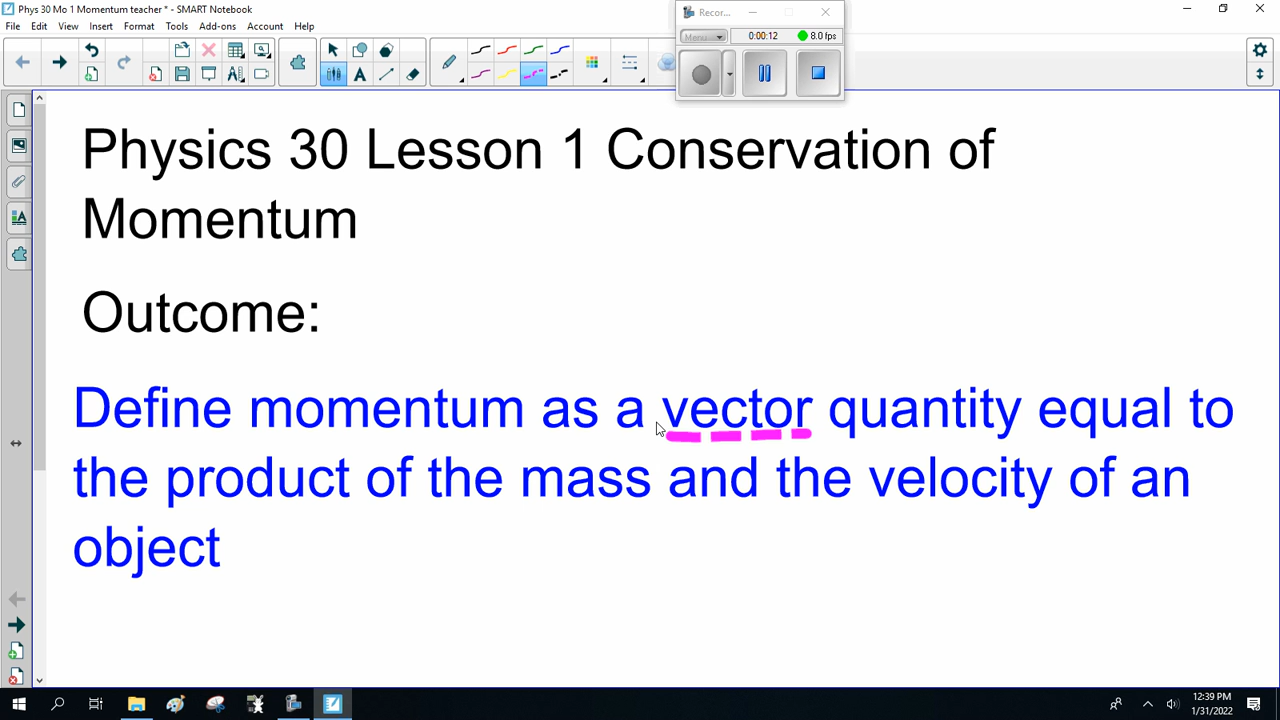 Phys 30 Mo 1 Momentum teacher * - SMART Notebook
Recor...
File Edit View Insert Format Tools Add-ons Account Help
Menu 0:00:12 8.0 fps
Physics 30 Lesson 1 Conservation of
Momentum
Outcome:
Define momentum as a vector quantity equal to
the product of the mass and the velocity of an
object
12:39 PM
1/31/2022